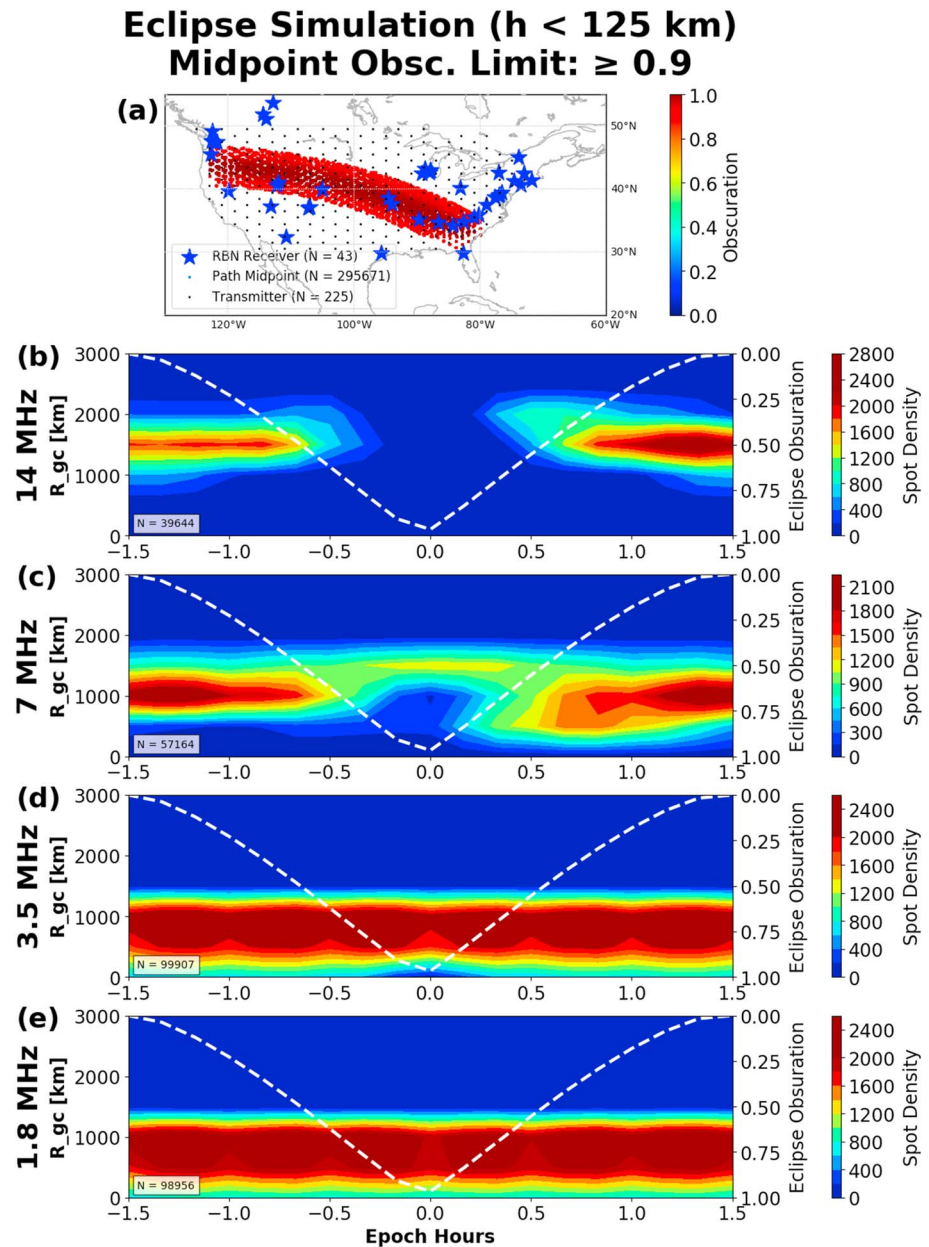 Eclipse Simulation (h < 125 km)
Midpoint Obsc. Limit: ≥ 0.9
(a)
50°N
40°N
30°N
20°N
120°W 100°W 80°W 60°W
RBN Receiver (N = 43)
Path Midpoint (N = 295671)
Transmitter (N = 225)
1.0
0.8
0.6
0.4
0.2
0.0
Obscuration
(b)
14 MHz
R_gc [km]
3000
2000
1000
0
N = 39644
−1.5 −1.0 −0.5 0.0 0.5 1.0 1.5
0.00
0.25
0.50
0.75
1.00
Eclipse Obsuration
2800
2400
2000
1600
1200
800
400
0
Spot Density
(c)
7 MHz
R_gc [km]
3000
2000
1000
0
N = 57164
−1.5 −1.0 −0.5 0.0 0.5 1.0 1.5
0.00
0.25
0.50
0.75
1.00
Eclipse Obsuration
2100
1800
1500
1200
900
600
300
0
Spot Density
(d)
3.5 MHz
R_gc [km]
3000
2000
1000
0
N = 99907
−1.5 −1.0 −0.5 0.0 0.5 1.0 1.5
0.00
0.25
0.50
0.75
1.00
Eclipse Obsuration
2400
2000
1600
1200
800
400
0
Spot Density
(e)
1.8 MHz
R_gc [km]
3000
2000
1000
0
N = 98956
−1.5 −1.0 −0.5 0.0 0.5 1.0 1.5
Epoch Hours
0.00
0.25
0.50
0.75
1.00
Eclipse Obsuration
2400
2000
1600
1200
800
400
0
Spot Density